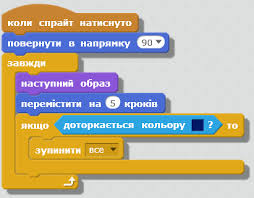 коли спрайт натиснуто
повернути в напрямку 90
завжди
наступний образ
перемістити на 5 кроків
якщо доторкається кольору ? то
зупинити все